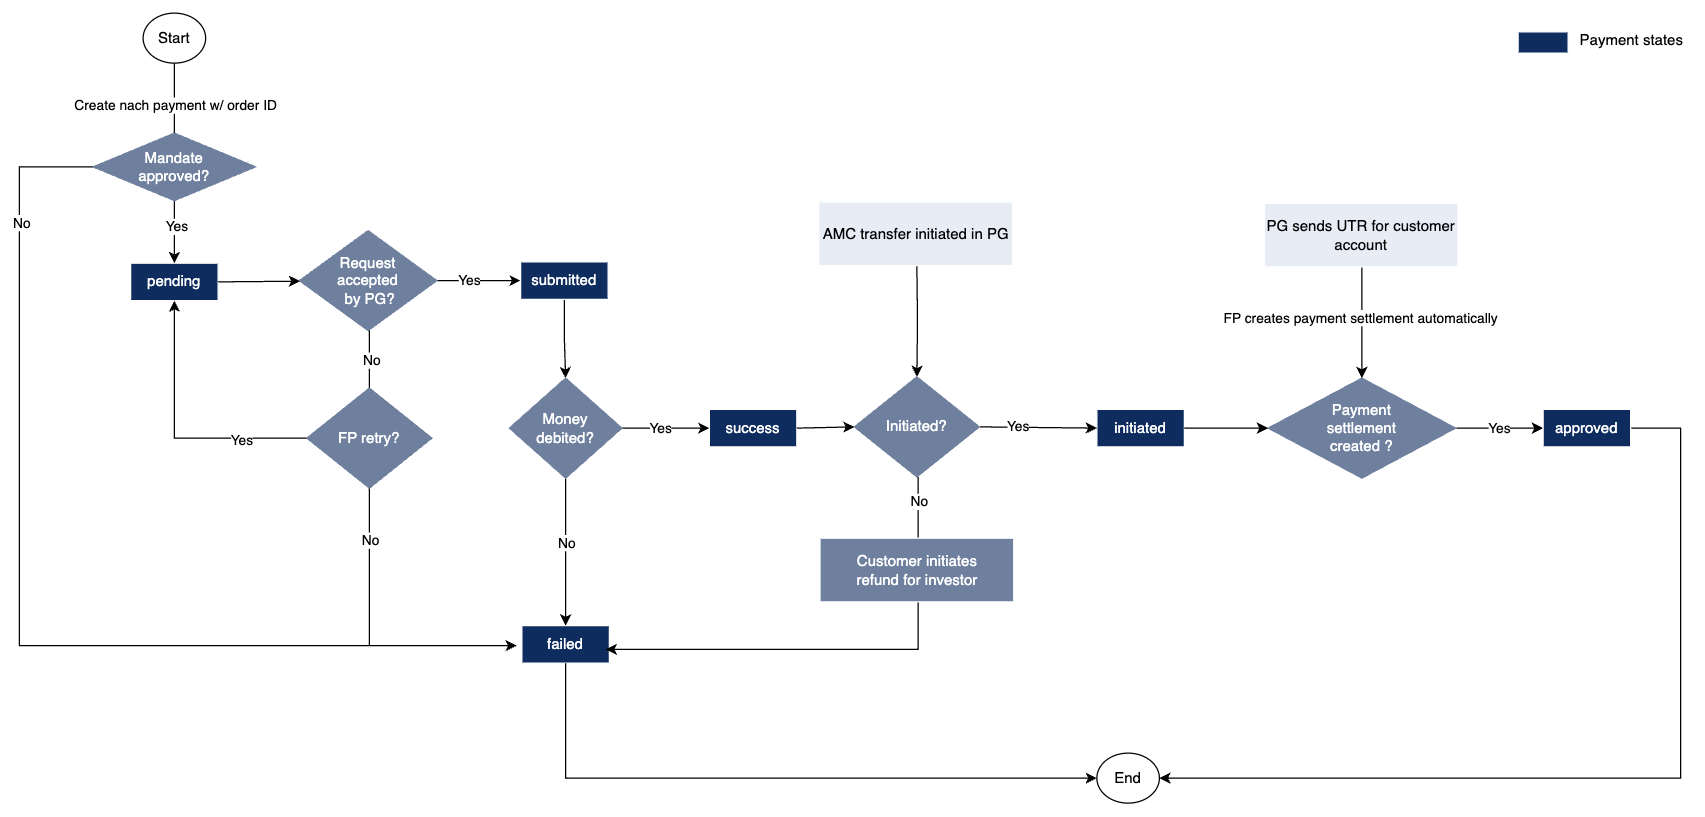 Start
Payment states
Create nach payment w/ order ID
Mandate
approved?
No
Yes
pending
Request
accepted
by PG?
Yes
submitted
No
FP retry?
Yes
No
Money
debited?
Yes
success
No
AMC transfer initiated in PG
Initiated?
Yes
initiated
No
Customer initiates
refund for investor
failed
PG sends UTR for customer
account
FP creates payment settlement automatically
Payment
settlement
created ?
Yes
approved
End